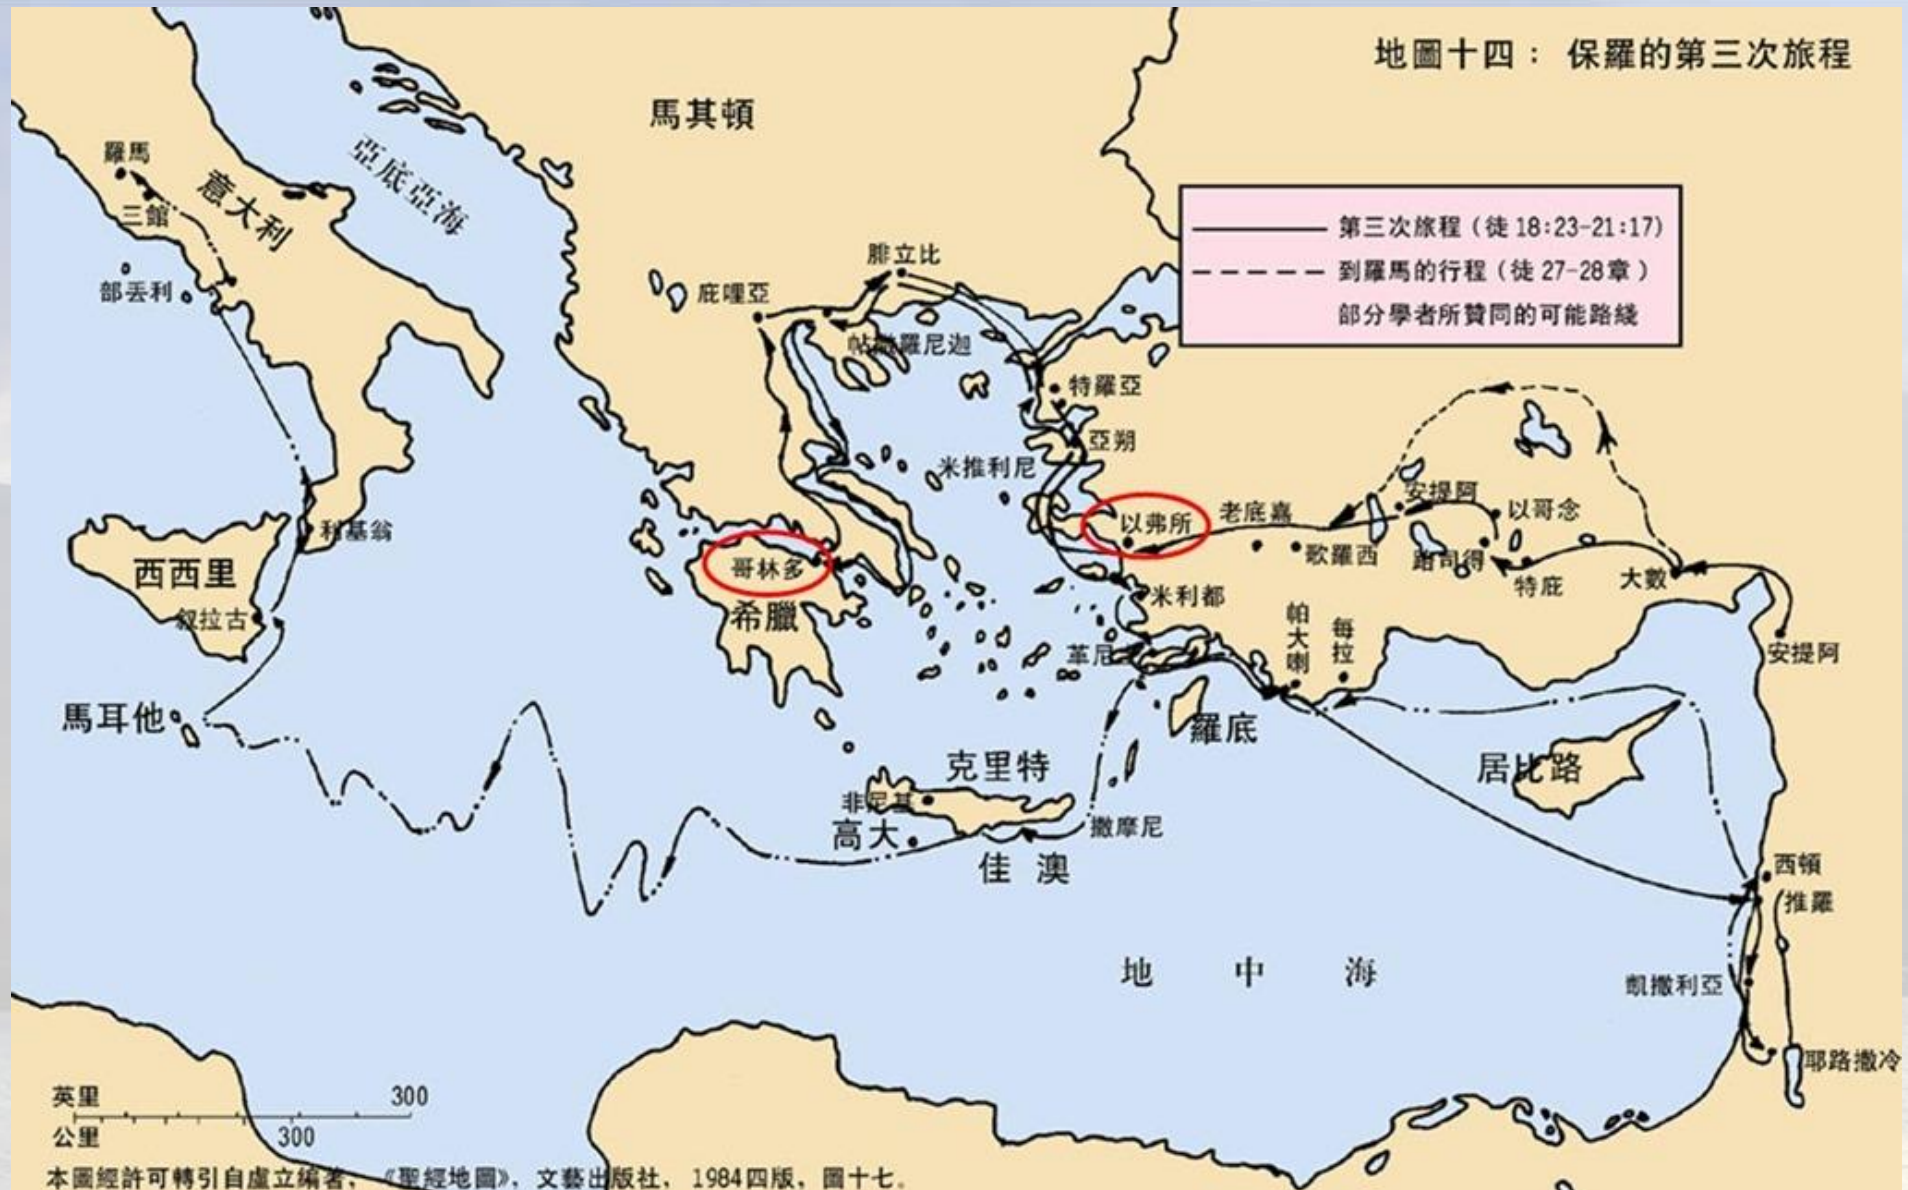 地圖十四： 保羅的第三次旅程
馬其頓
羅馬
三館
意大利
亞底亞海
部丟利
第三次旅程（徒 18:23-21:17）
到羅馬的行程（徒 27-28章）
部分學者所贊同的可能路綫
腓立比
庇哩亞
帖撒羅尼迦
特羅亞
亞朔
米推利尼
以弗所
老底嘉
安提阿
以哥念
歌羅西
路司得
特庇
大數
安提阿
利基翁
西西里
叙拉古
哥林多
希臘
米利都
帕大喇
每拉
革尼土
馬耳他
羅底
居比路
克里特
非尼基
高大
撒摩尼
佳 澳
西頓
推羅
地 中 海
凱撒利亞
耶路撒冷
英里 300
公里 300
本圖經許可轉引自盧立編著，《聖經地圖》，文藝出版社，1984四版，圖十七。